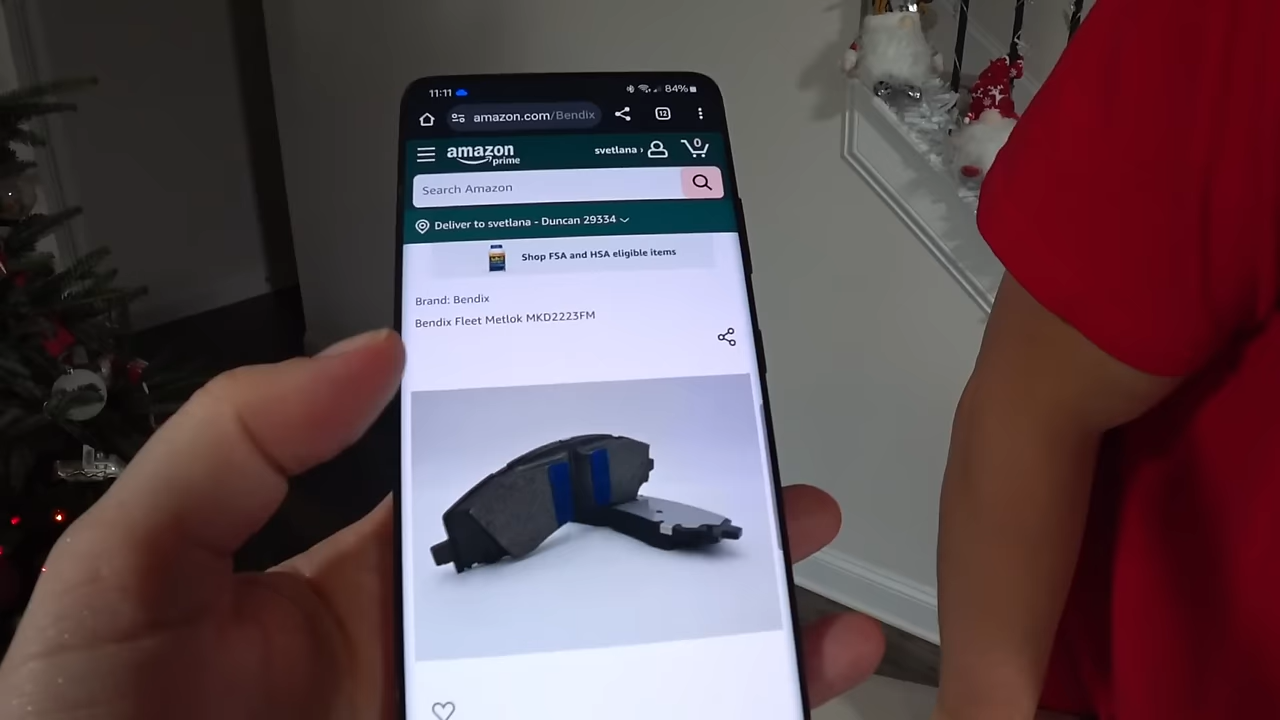 11:11 84%
amazon.com/Bendix 12
amazon prime svetlana › 0
Search Amazon
Deliver to svetlana - Duncan 29334
Shop FSA and HSA eligible items
Brand: Bendix
Bendix Fleet Metlok MKD2223FM